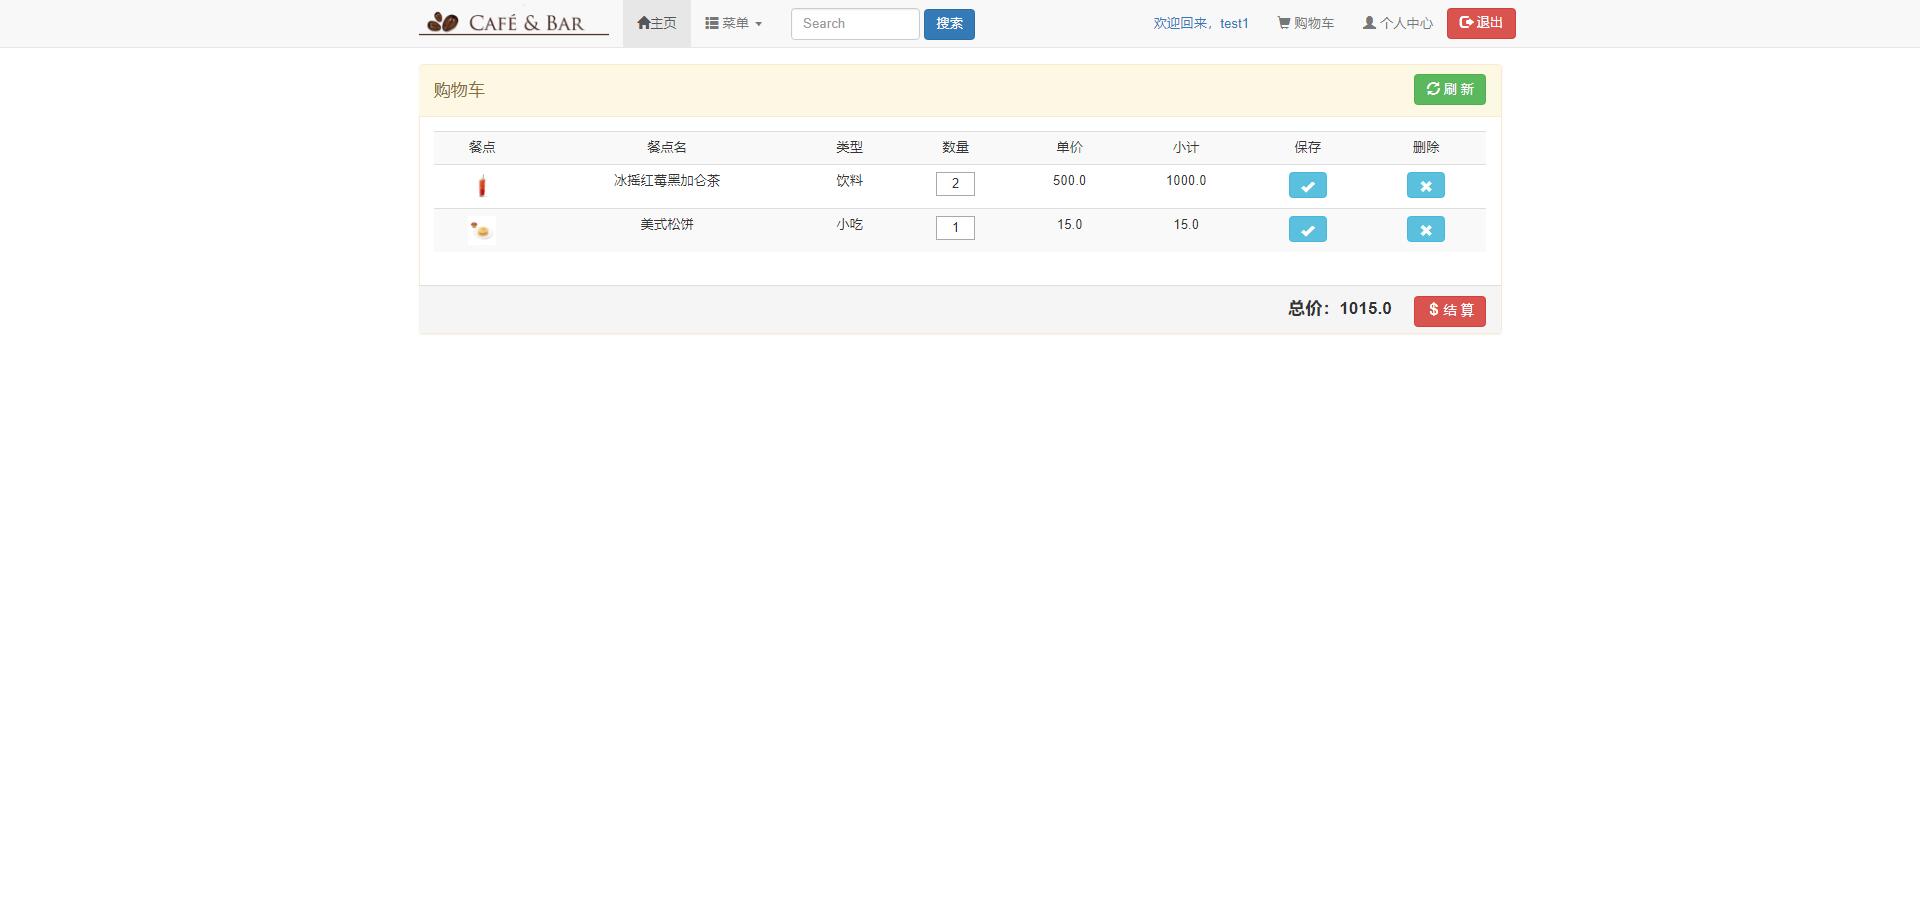 CAFÉ & BAR 主页 菜单 Search 搜索 欢迎回来，test1 购物车 个人中心 退出
购物车 刷 新
餐点 餐点名 类型 数量 单价 小计 保存 删除
冰摇红莓黑加仑茶 饮料 2 500.0 1000.0
美式松饼 小吃 1 15.0 15.0
总价：1015.0 $ 结 算